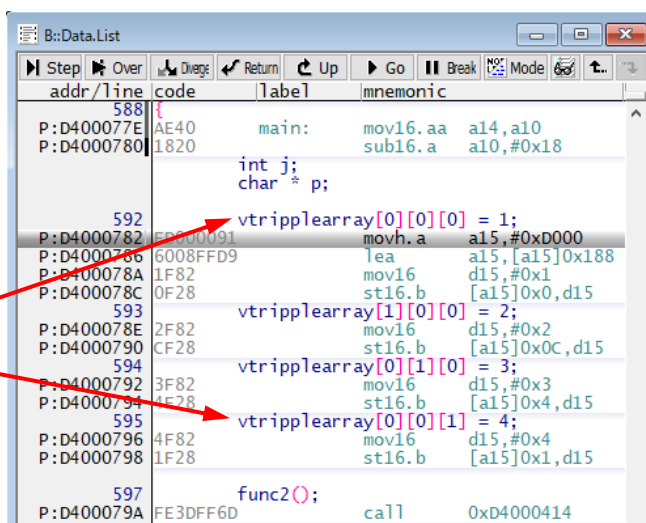 B::Data.List
Step Over Diverge Return Up Go Break Mode
addr/line code label mnemonic
588 {
P:D400077E AE40 main: mov16.aa a14,a10
P:D4000780 1820 sub16.a a10,#0x18
int j;
char * p;
592 vtripplearray[0][0][0] = 1;
P:D4000782 FD000091 movh.a a15,#0xD000
P:D4000786 6008FFD9 lea a15,[a15]0x188
P:D400078A 1F82 mov16 d15,#0x1
P:D400078C 0F28 st16.b [a15]0x0,d15
593 vtripplearray[1][0][0] = 2;
P:D400078E 2F82 mov16 d15,#0x2
P:D4000790 CF28 st16.b [a15]0x0C,d15
594 vtripplearray[0][1][0] = 3;
P:D4000792 3F82 mov16 d15,#0x3
P:D4000794 4F28 st16.b [a15]0x4,d15
595 vtripplearray[0][0][1] = 4;
P:D4000796 4F82 mov16 d15,#0x4
P:D4000798 1F28 st16.b [a15]0x1,d15
597 func2();
P:D400079A FE3DFF6D call 0xD4000414